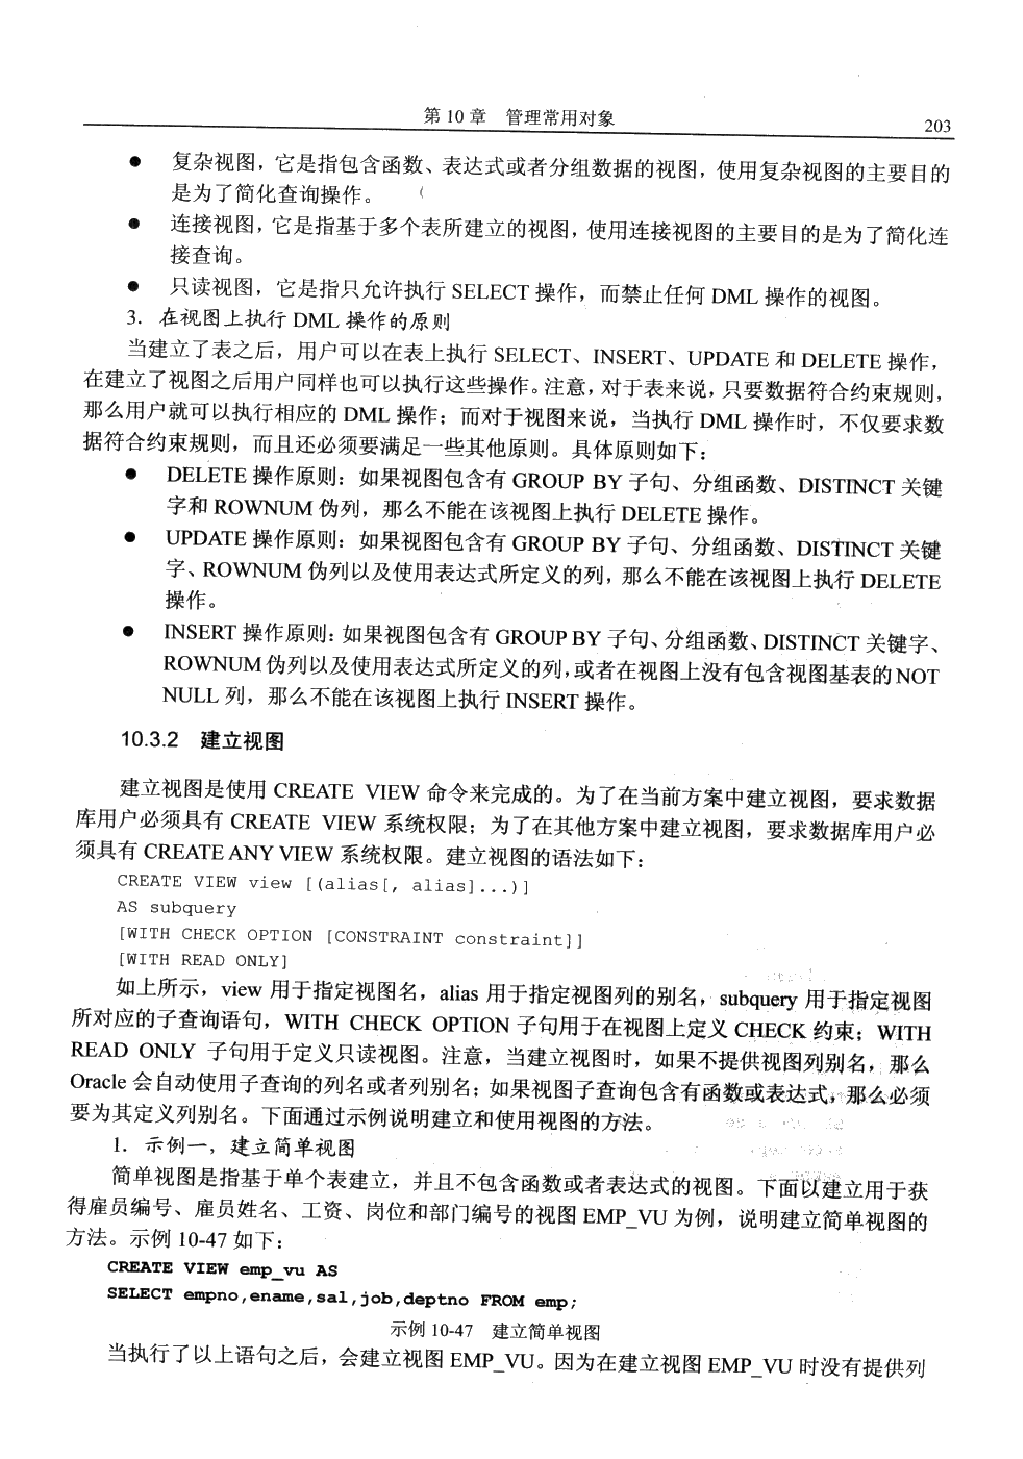 第 10 章　管理常用对象
203
● 复杂视图，它是指包含函数、表达式或者分组数据的视图，使用复杂视图的主要目的
是为了简化查询操作。
● 连接视图，它是指基于多个表所建立的视图，使用连接视图的主要目的是为了简化连
接查询。
● 只读视图，它是指只允许执行 SELECT 操作，而禁止任何 DML 操作的视图。
3．在视图上执行 DML 操作的原则
当建立了表之后，用户可以在表上执行 SELECT、INSERT、UPDATE 和 DELETE 操作，
在建立了视图之后用户同样也可以执行这些操作。注意，对于表来说，只要数据符合约束规则，
那么用户就可以执行相应的 DML 操作；而对于视图来说，当执行 DML 操作时，不仅要求数
据符合约束规则，而且还必须要满足一些其他原则。具体原则如下：
● DELETE 操作原则：如果视图包含有 GROUP BY 子句、分组函数、DISTINCT 关键
字和 ROWNUM 伪列，那么不能在该视图上执行 DELETE 操作。
● UPDATE 操作原则：如果视图包含有 GROUP BY 子句、分组函数、DISTINCT 关键
字、ROWNUM 伪列以及使用表达式所定义的列，那么不能在该视图上执行 DELETE
操作。
● INSERT 操作原则：如果视图包含有 GROUP BY 子句、分组函数、DISTINCT 关键字、
ROWNUM 伪列以及使用表达式所定义的列，或者在视图上没有包含视图基表的 NOT
NULL 列，那么不能在该视图上执行 INSERT 操作。
10.3.2　建立视图
建立视图是使用 CREATE VIEW 命令来完成的。为了在当前方案中建立视图，要求数据
库用户必须具有 CREATE VIEW 系统权限；为了在其他方案中建立视图，要求数据库用户必
须具有 CREATE ANY VIEW 系统权限。建立视图的语法如下：
CREATE VIEW view [(alias[, alias]...)]
AS subquery
[WITH CHECK OPTION [CONSTRAINT constraint]]
[WITH READ ONLY]
如上所示，view 用于指定视图名，alias 用于指定视图列的别名，subquery 用于指定视图
所对应的子查询语句，WITH CHECK OPTION 子句用于在视图上定义 CHECK 约束；WITH
READ ONLY 子句用于定义只读视图。注意，当建立视图时，如果不提供视图列别名，那么
Oracle 会自动使用子查询的列名或者列别名；如果视图子查询包含有函数或表达式，那么必须
要为其定义列别名。下面通过示例说明建立和使用视图的方法。
1．示例一，建立简单视图
简单视图是指基于单个表建立，并且不包含函数或者表达式的视图。下面以建立用于获
得雇员编号、雇员姓名、工资、岗位和部门编号的视图 EMP_VU 为例，说明建立简单视图的
方法。示例 10-47 如下：
CREATE VIEW emp_vu AS
SELECT empno,ename,sal,job,deptno FROM emp;
示例 10-47　建立简单视图
当执行了以上语句之后，会建立视图 EMP_VU。因为在建立视图 EMP_VU 时没有提供列